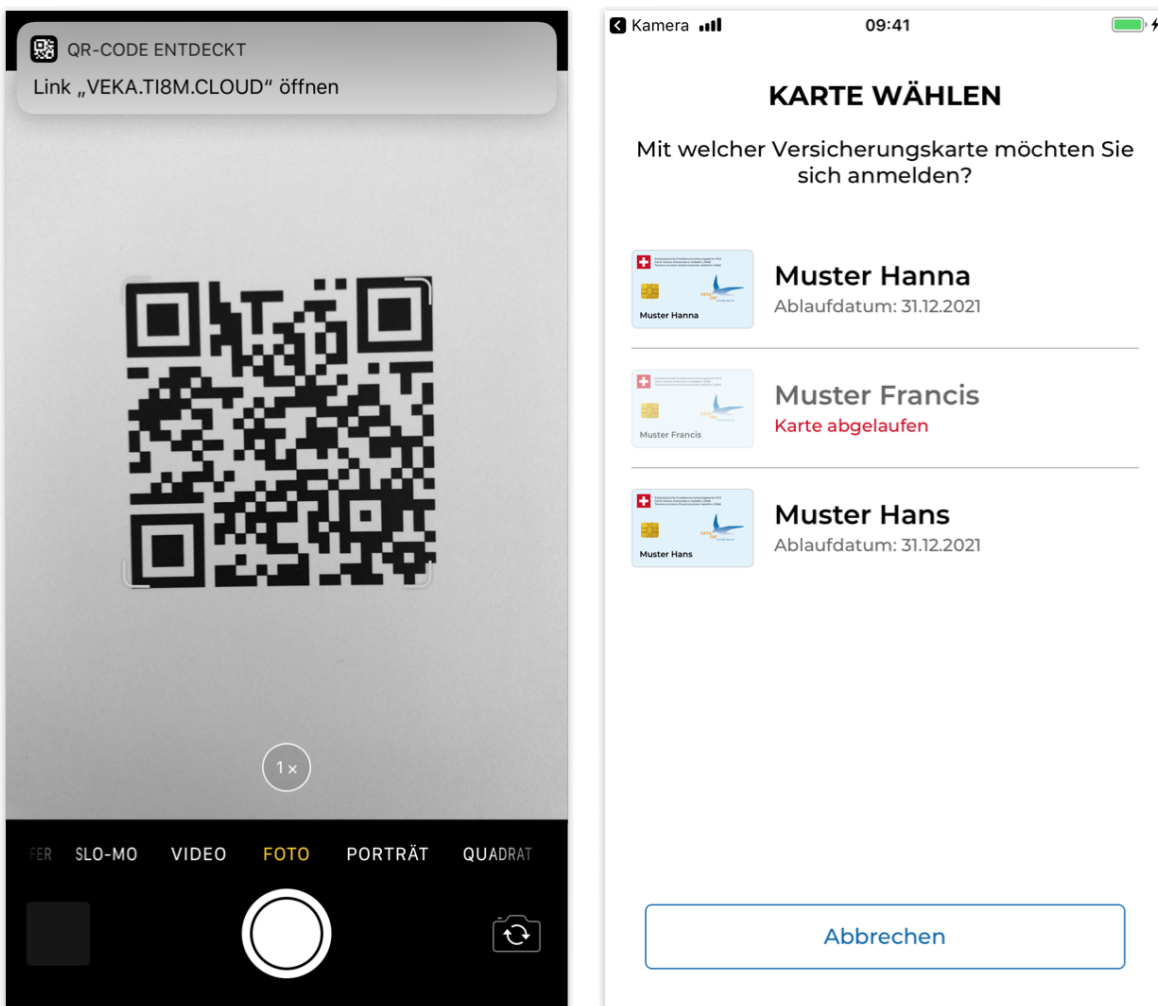 QR-CODE ENTDECKT
Link „VEKA.TI8M.CLOUD“ öffnen
1×
FER SLO-MO VIDEO FOTO PORTRÄT QUADRAT
Kamera 09:41
KARTE WÄHLEN
Mit welcher Versicherungskarte möchten Sie
sich anmelden?
Muster Hanna
Muster Hanna
Ablaufdatum: 31.12.2021
Muster Francis
Muster Francis
Karte abgelaufen
Muster Hans
Muster Hans
Ablaufdatum: 31.12.2021
Abbrechen